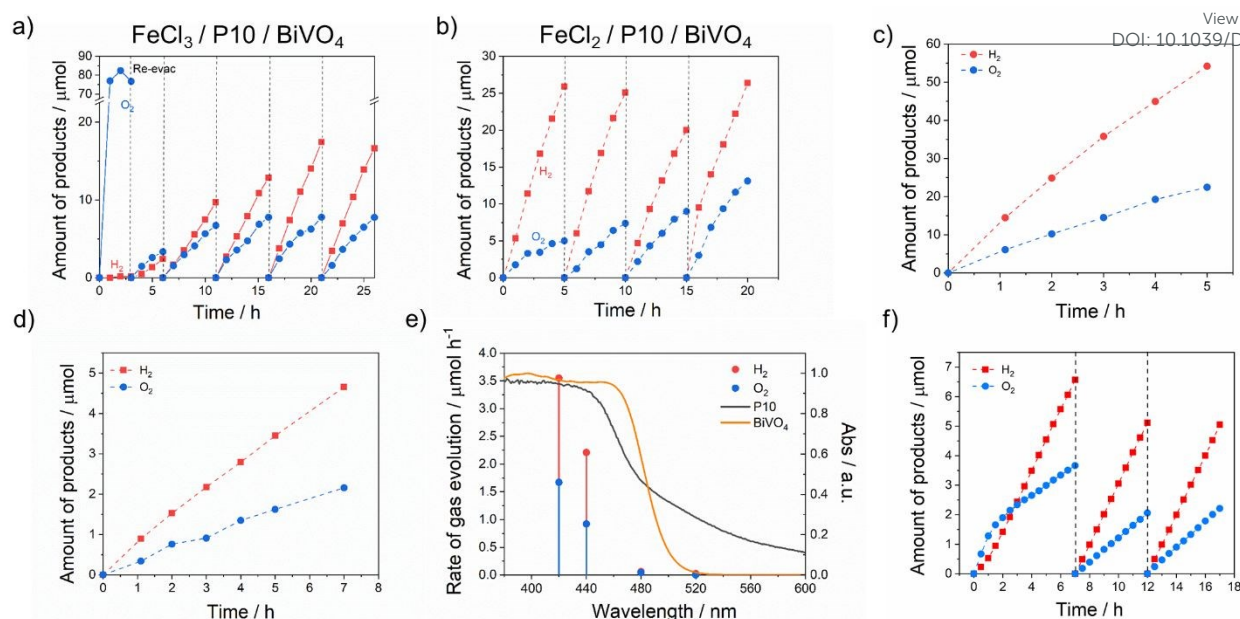 View
DOI: 10.1039/D
a)
FeCl3 / P10 / BiVO4
Amount of products / μmol
90
80
70
10
5
0
Re-evac
O2
H2
0 5 10 15 20 25
Time / h
b)
FeCl2 / P10 / BiVO4
Amount of products / μmol
35
30
25
20
15
10
5
0
H2
O2
0 5 10 15 20
Time / h
c)
Amount of products / μmol
60
50
40
30
20
10
0
H2
O2
0 1 2 3 4 5
Time / h
d)
Amount of products / μmol
5
4
3
2
1
0
H2
O2
0 1 2 3 4 5 6 7 8
Time / h
e)
Rate of gas evolution / μmol h⁻¹
4.0
3.5
3.0
2.5
2.0
1.5
1.0
0.5
0.0
H2
O2
P10
BiVO4
1.0
0.8
0.6
0.4
0.2
0.0
Abs / a.u.
400 440 480 520 560 600
Wavelength / nm
f)
Amount of products / μmol
7
6
5
4
3
2
1
0
H2
O2
0 2 4 6 8 10 12 14 16 18
Time / h